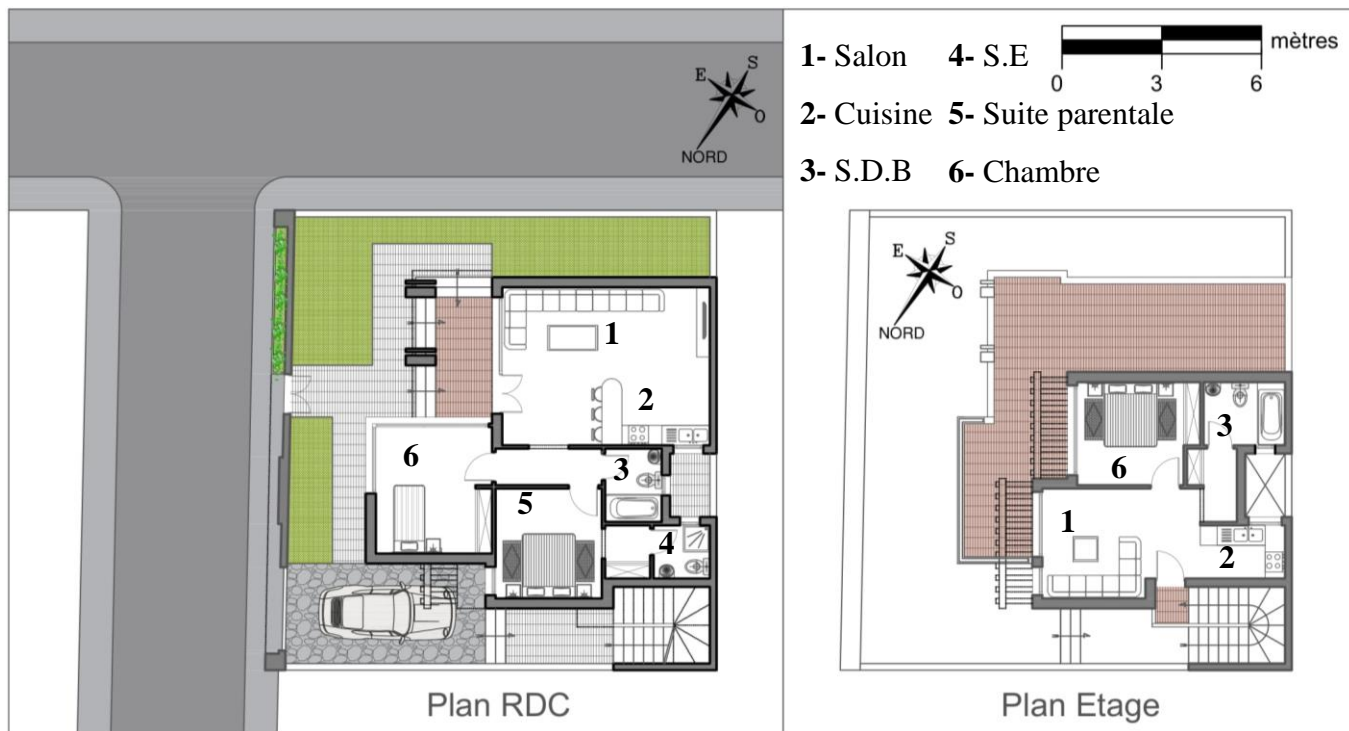 1- Salon 4- S.E
2- Cuisine 5- Suite parentale
3- S.D.B 6- Chambre
mètres
0 3 6
E S
O
NORD
1
2
6
3
5
4
Plan RDC
E S
O
NORD
3
6
1
2
Plan Etage